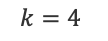 k = 4